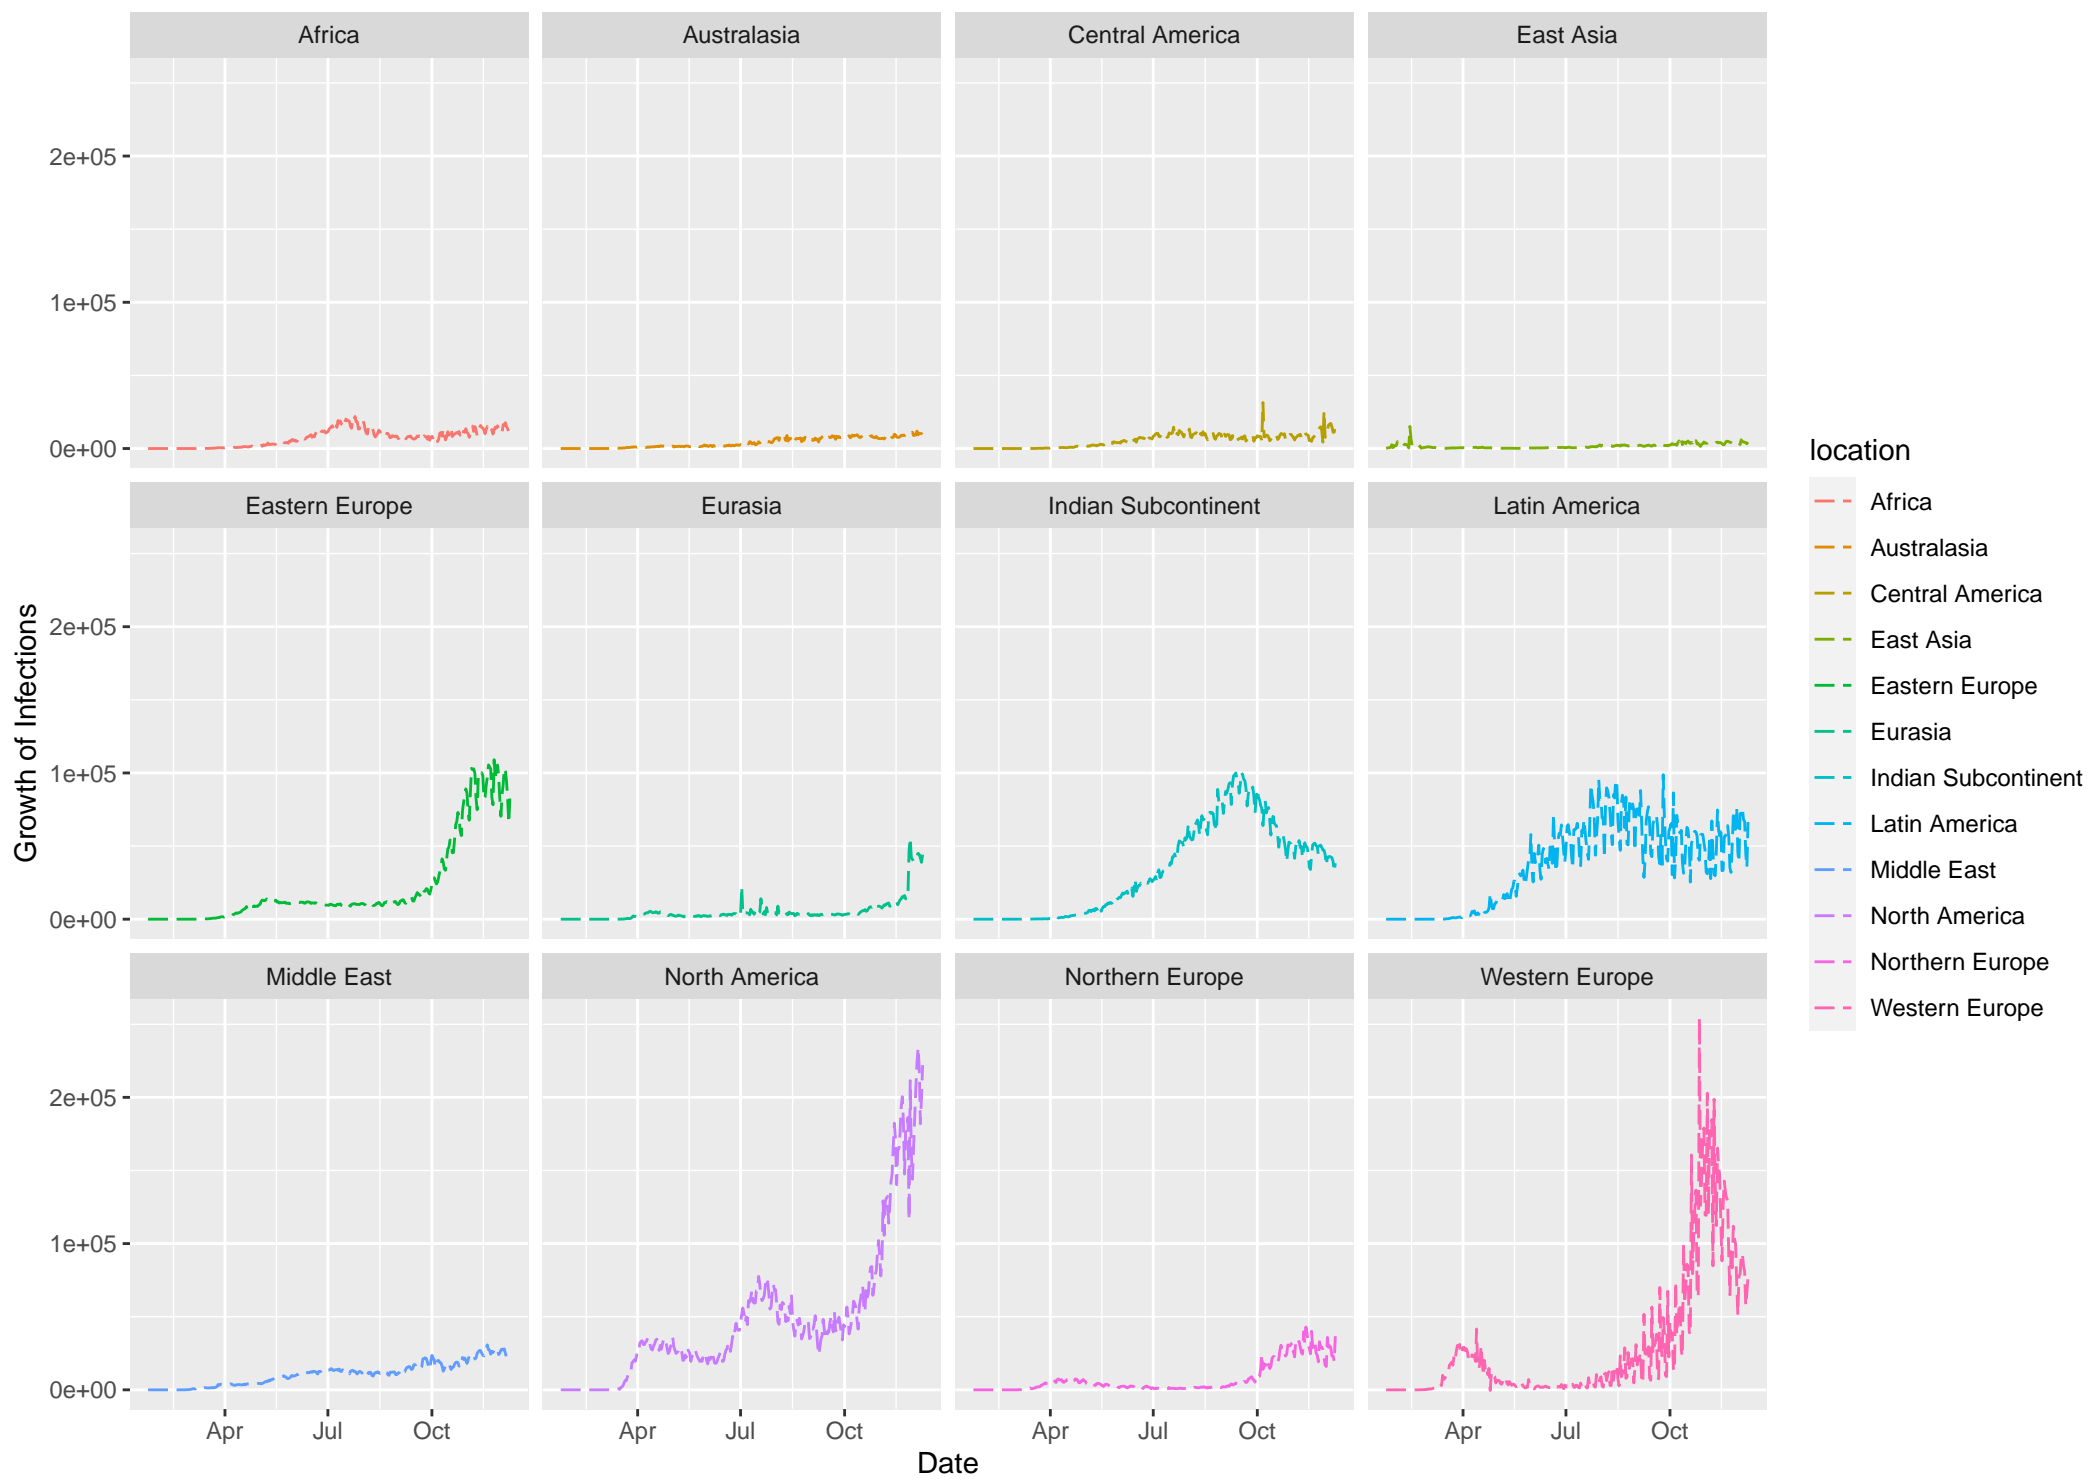 Africa
Australasia
Central America
East Asia
2e+05
1e+05
0e+00
Eastern Europe
Eurasia
Indian Subcontinent
Latin America
2e+05
1e+05
0e+00
Middle East
North America
Northern Europe
Western Europe
2e+05
1e+05
0e+00
Apr Jul Oct
Apr Jul Oct
Apr Jul Oct
Apr Jul Oct
Date
Growth of Infections
location
Africa
Australasia
Central America
East Asia
Eastern Europe
Eurasia
Indian Subcontinent
Latin America
Middle East
North America
Northern Europe
Western Europe